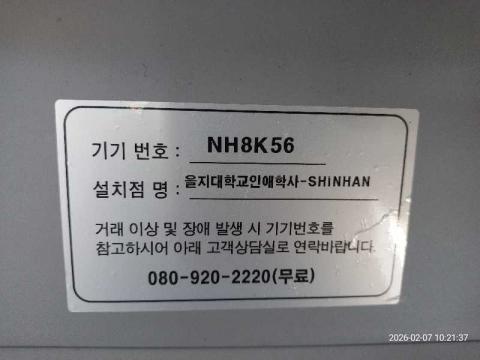 기기 번호 : NH8K56
설치점 명 : 을지대학교인애학사-SHiNHAN
거래 이상 및 장애 발생 시 기기번호를
참고하시어 아래 고객상담실로 연락바랍니다.
080-920-2220(무료)
2026-02-07 10:21:37